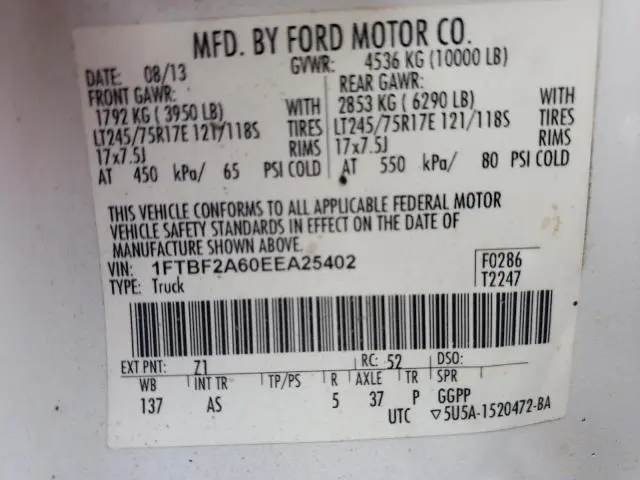 MFD. BY FORD MOTOR CO.
DATE: 08/13 GVWR: 4536 KG (10000 LB)
FRONT GAWR: REAR GAWR:
1792 KG ( 3950 LB) WITH 2853 KG ( 6290 LB) WITH
LT245/75R17E 121/118S TIRES LT245/75R17E 121/118S TIRES
17x7.5J RIMS 17x7.5J RIMS
AT 450 kPa/ 65 PSI COLD AT 550 kPa/ 80 PSI COLD
THIS VEHICLE CONFORMS TO ALL APPLICABLE FEDERAL MOTOR
VEHICLE SAFETY STANDARDS IN EFFECT ON THE DATE OF
MANUFACTURE SHOWN ABOVE.
VIN: 1FTBF2A60EEA25402 F0286
TYPE: Truck T2247
EXT PNT: Z1 RC: 52 DSO:
WB INT TR TP/PS R AXLE TR SPR
137 AS 5 37 P GGPP
UTC ▽5U5A-1520472-BA